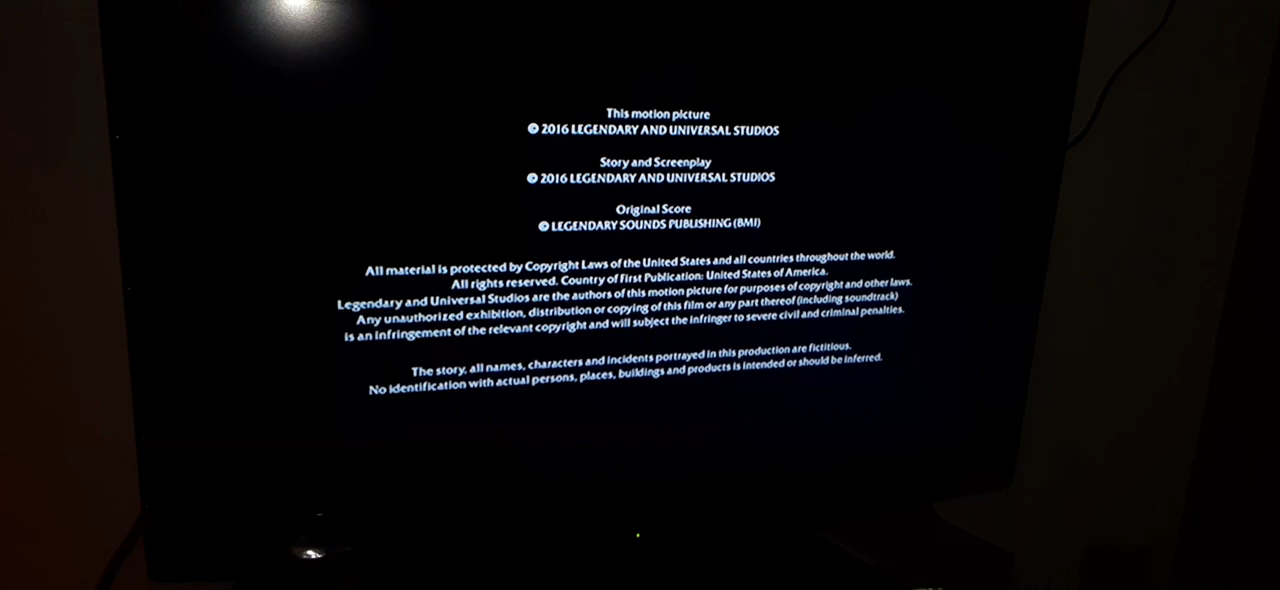 This motion picture
© 2016 LEGENDARY AND UNIVERSAL STUDIOS
Story and Screenplay
© 2016 LEGENDARY AND UNIVERSAL STUDIOS
Original Score
© LEGENDARY SOUNDS PUBLISHING (BMI)
All material is protected by Copyright Laws of the United States and all countries throughout the world.
All rights reserved. Country of First Publication: United States of America.
Legendary and Universal Studios are the authors of this motion picture for purposes of copyright and other laws.
Any unauthorized exhibition, distribution or copying of this film or any part thereof (including soundtrack)
is an infringement of the relevant copyright and will subject the infringer to severe civil and criminal penalties.
The story, all names, characters and incidents portrayed in this production are fictitious.
No identification with actual persons, places, buildings and products is intended or should be inferred.